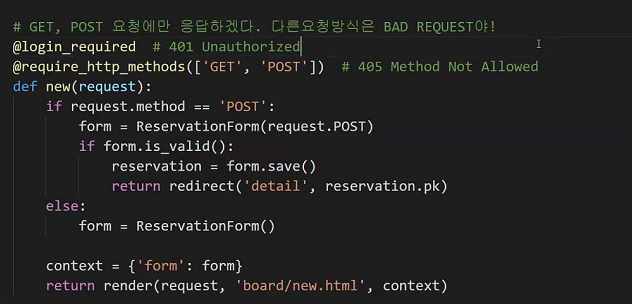 # GET, POST 요청에만 응답하겠다. 다른요청방식은 BAD REQUEST야!
@login_required  # 401 Unauthorized
@require_http_methods(['GET', 'POST'])  # 405 Method Not Allowed
def new(request):
    if request.method == 'POST':
        form = ReservationForm(request.POST)
        if form.is_valid():
            reservation = form.save()
            return redirect('detail', reservation.pk)
    else:
        form = ReservationForm()

    context = {'form': form}
    return render(request, 'board/new.html', context)